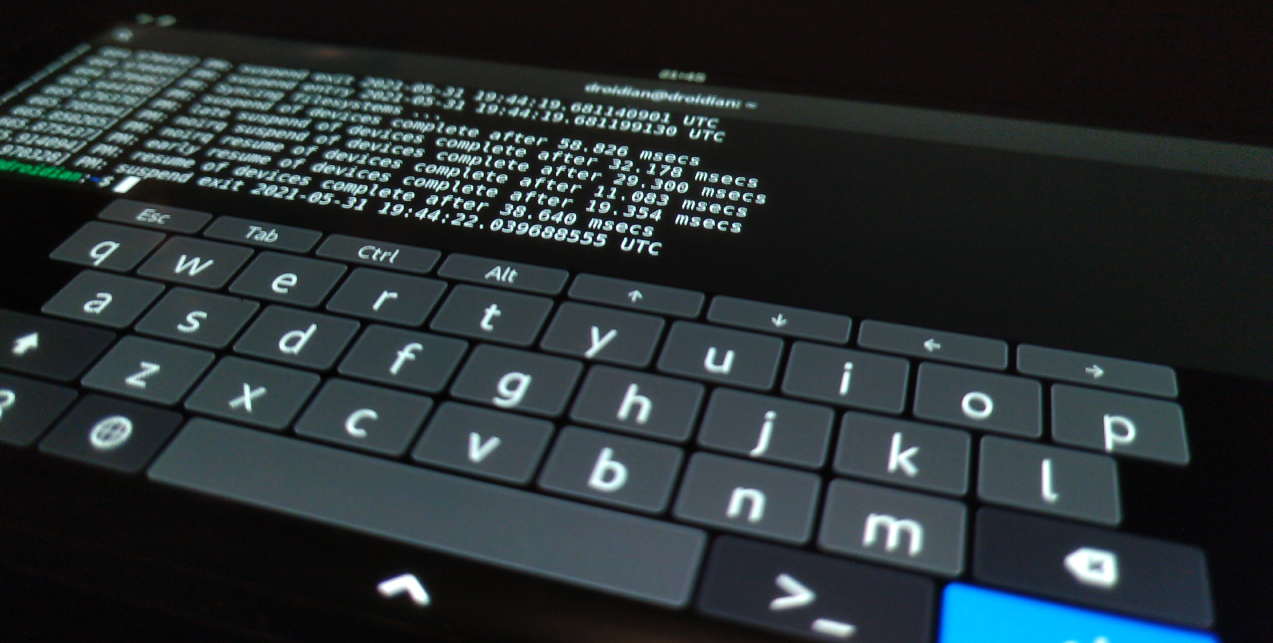 21:45
droidian@droidian: ~
suspend exit 2021-05-31 19:44:19.681140901 UTC
suspend entry 2021-05-31 19:44:19.681199130 UTC
filesystems ...
suspend of devices complete after 58.826 msecs
suspend of devices complete after 32.178 msecs
suspend of devices complete after 29.300 msecs
resume of devices complete after 11.083 msecs
early resume of devices complete after 19.354 msecs
resume of devices complete after 38.640 msecs
PM: suspend exit 2021-05-31 19:44:22.039688555 UTC
droidian:~$
Esc Tab Ctrl Alt ↑ ↓ ← →
q w e r t y u i o p
a s d f g h j k l
z x c v b n m
>_